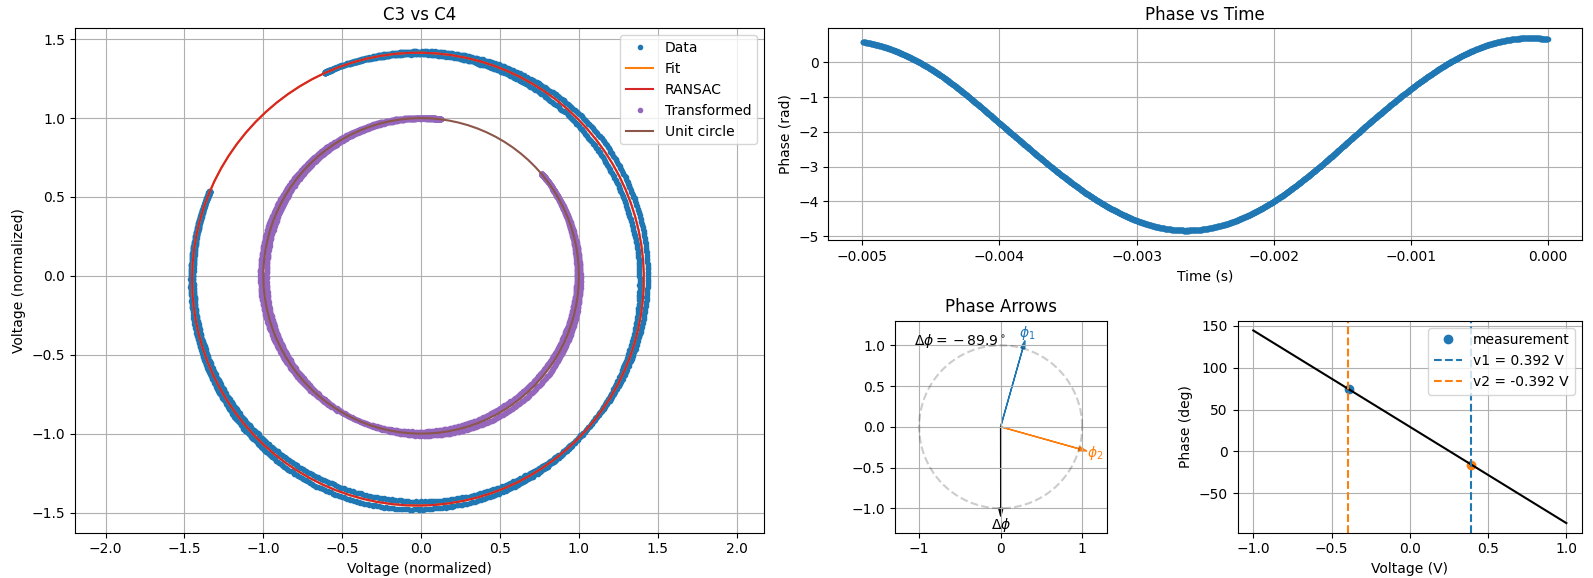 C3 vs C4
Voltage (normalized)
1.5
1.0
0.5
0.0
−0.5
−1.0
−1.5
−2.0 −1.5 −1.0 −0.5 0.0 0.5 1.0 1.5 2.0
Voltage (normalized)
Data
Fit
RANSAC
Transformed
Unit circle
Phase vs Time
Phase (rad)
0
−1
−2
−3
−4
−5
−0.005 −0.004 −0.003 −0.002 −0.001 0.000
Time (s)
Phase Arrows
1.0
0.5
0.0
−0.5
−1.0
−1 0 1
Δϕ = −89.9°
ϕ₁
ϕ₂
Δϕ
Phase (deg)
150
100
50
0
−50
−1.0 −0.5 0.0 0.5 1.0
Voltage (V)
measurement
v1 = 0.392 V
v2 = -0.392 V